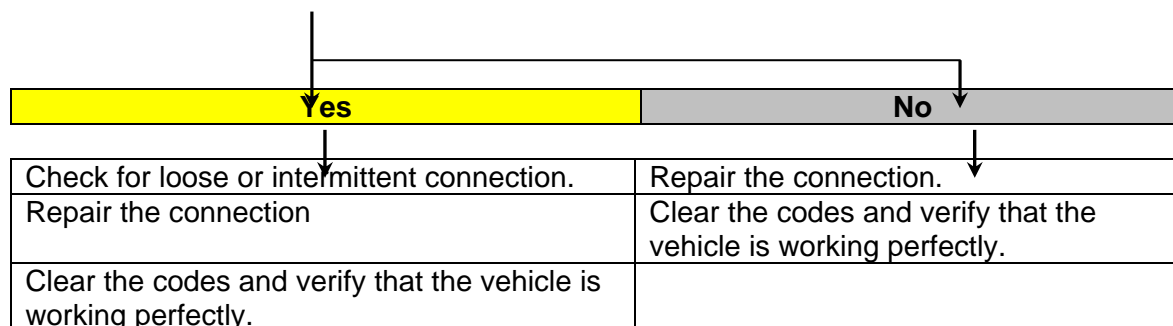 Yes No
Check for loose or intermittent connection. Repair the connection.
Repair the connection Clear the codes and verify that the
vehicle is working perfectly.
Clear the codes and verify that the vehicle is
working perfectly.